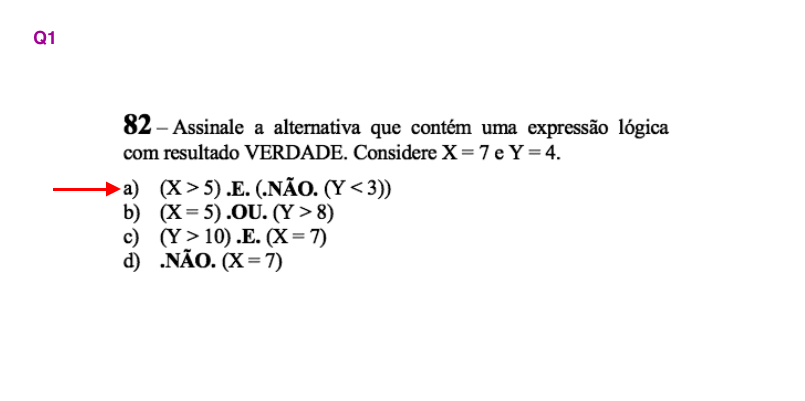 Q1
82 – Assinale a alternativa que contém uma expressão lógica
com resultado VERDADE. Considere X = 7 e Y = 4.
a) (X > 5) .E. (.NÃO. (Y < 3))
b) (X = 5) .OU. (Y > 8)
c) (Y > 10) .E. (X = 7)
d) .NÃO. (X = 7)